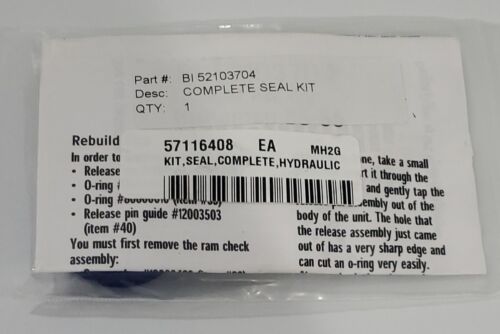 Part #: BI 52103704
Desc: COMPLETE SEAL KIT
QTY: 1
57116408 EA MH2G
KIT,SEAL,COMPLETE,HYDRAULIC
Rebuild
In order to
• Release
• O-ring
• O-ring
• Release pin guide #12003503
(item #40)
You must first remove the ram check
assembly:
one, take a small
it through the
and gently tap the
assembly out of the
body of the unit. The hole that
the release assembly just came
out of has a very sharp edge and
can cut an o-ring very easily.